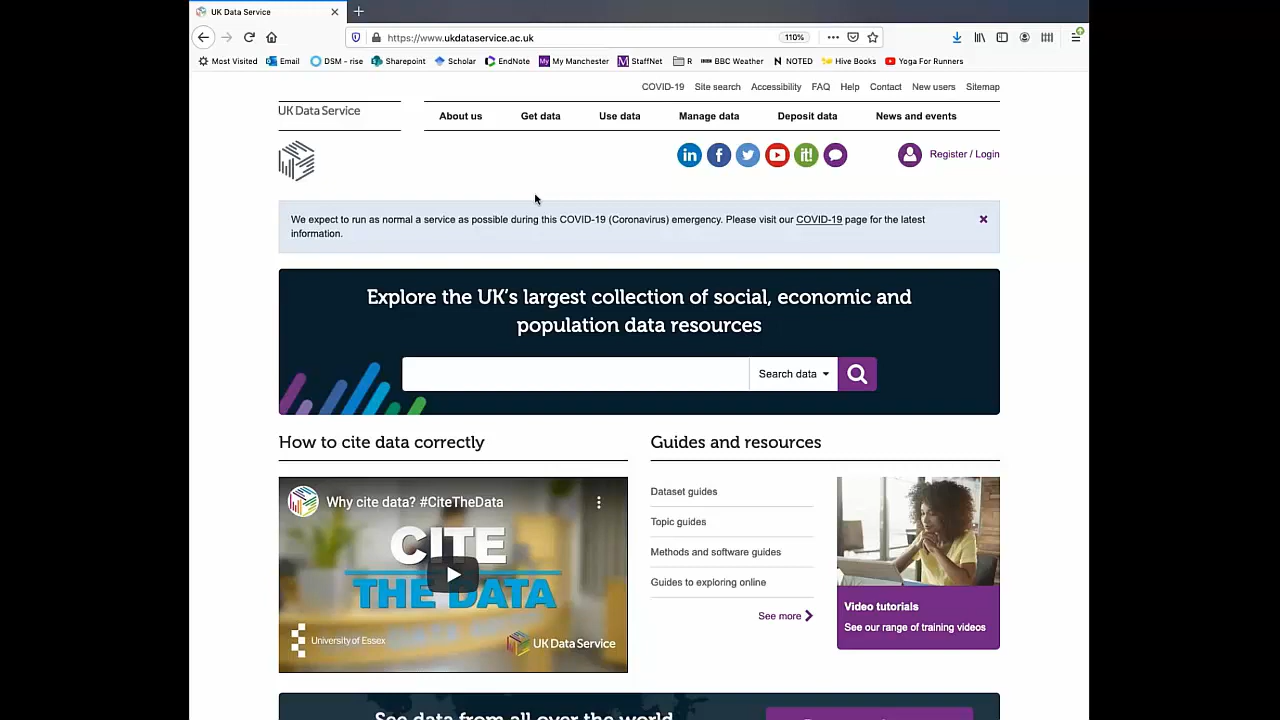 UK Data Service
https://www.ukdataservice.ac.uk
110%
Most Visited Email DSM - rise Sharepoint Scholar EndNote My Manchester StaffNet R BBC Weather NOTED Hive Books Yoga For Runners
COVID-19 Site search Accessibility FAQ Help Contact New users Sitemap
UK Data Service
About us Get data Use data Manage data Deposit data News and events
in f it!
Register / Login
We expect to run as normal a service as possible during this COVID-19 (Coronavirus) emergency. Please visit our COVID-19 page for the latest
information.
Explore the UK's largest collection of social, economic and
population data resources
Search data
How to cite data correctly
Why cite data? #CiteTheData
CITE
THE DATA
University of Essex
UK Data Service
Guides and resources
Dataset guides
Topic guides
Methods and software guides
Guides to exploring online
See more
Video tutorials
See our range of training videos
See data from all over the world